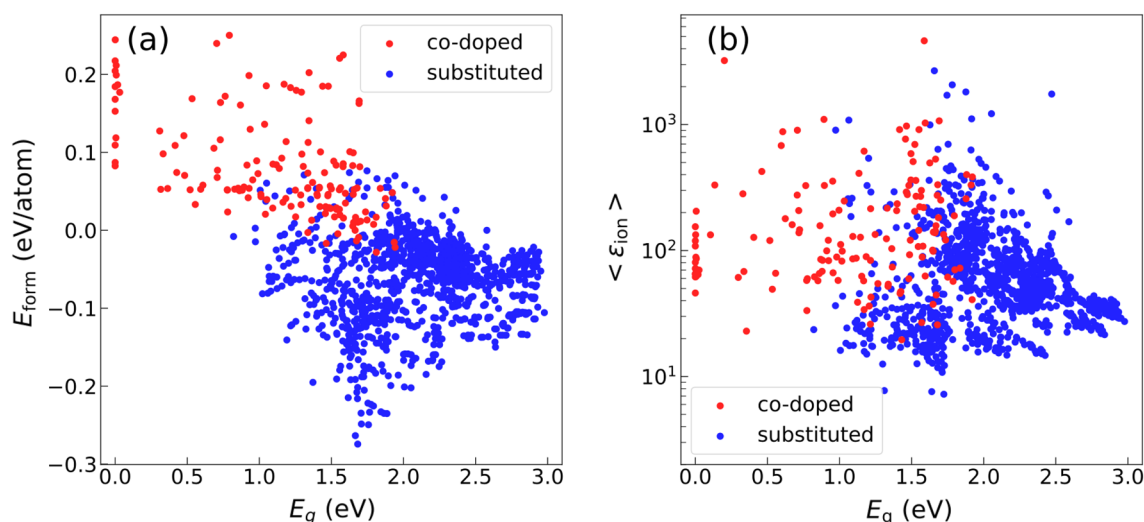 (a)
co-doped
substituted
E_form (eV/atom)
0.2
0.1
0.0
−0.1
−0.2
−0.3
0.0 0.5 1.0 1.5 2.0 2.5 3.0
E_g (eV)
(b)
< ε_ion >
10³
10²
10¹
co-doped
substituted
0.0 0.5 1.0 1.5 2.0 2.5 3.0
E_g (eV)